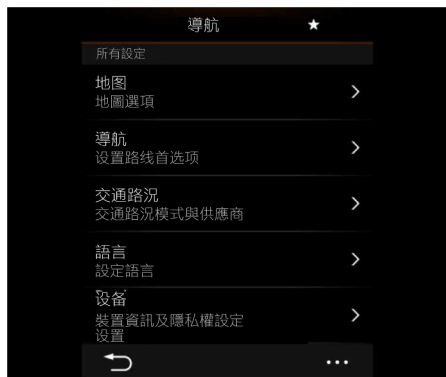 導航
所有設定
地图
地圖選項
導航
设置路线首选项
交通路況
交通路況模式與供應商
語言
設定語言
设备
裝置資訊及隱私權設定
设置